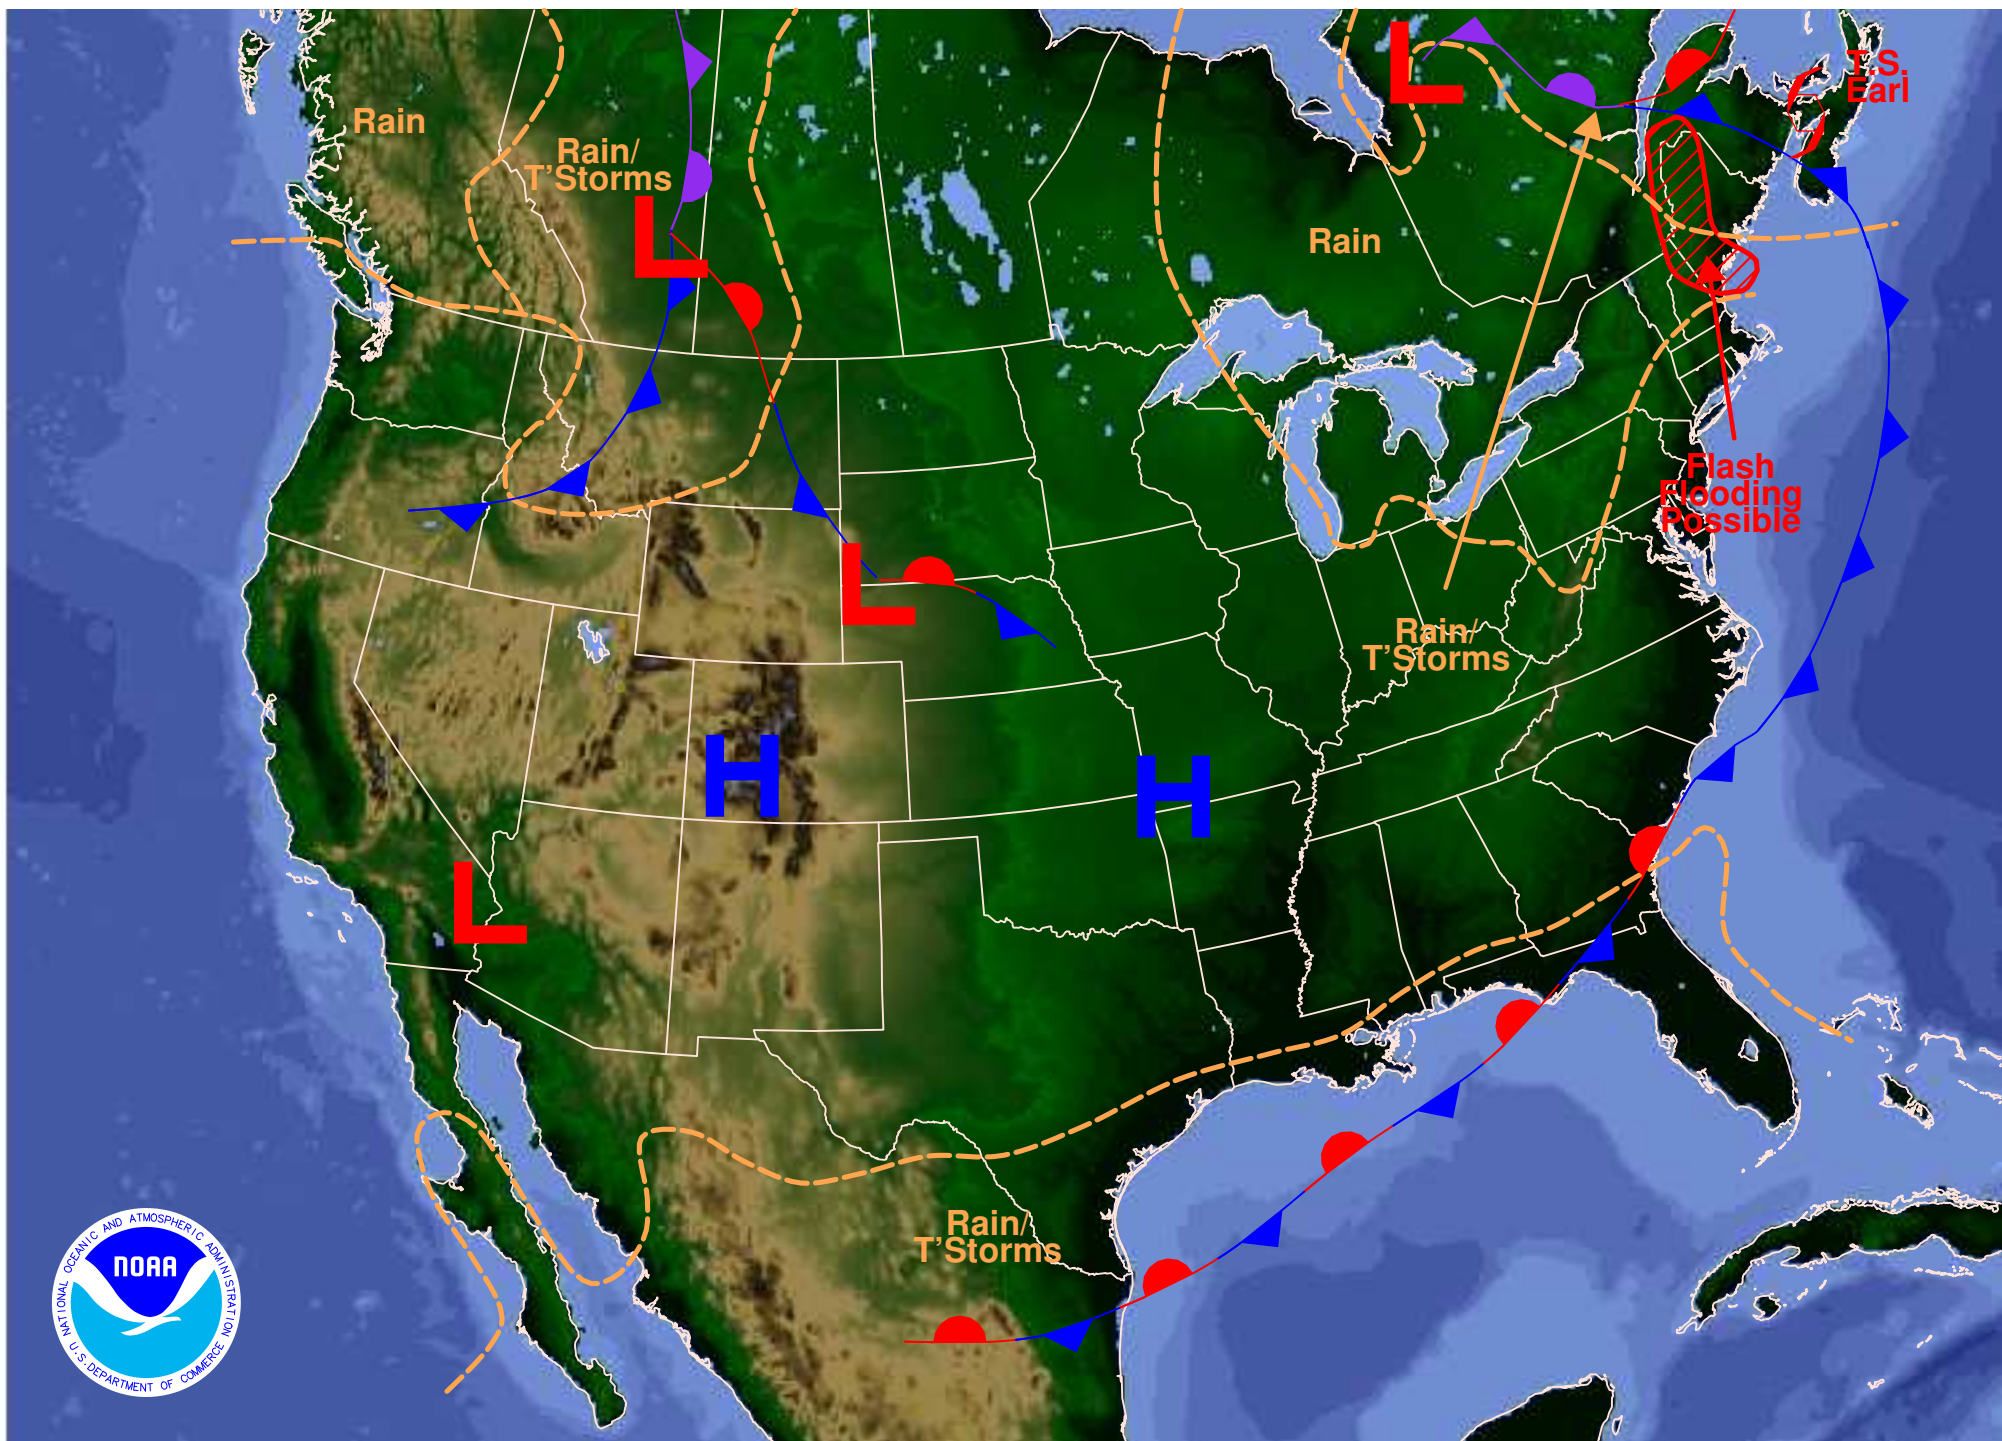 T.S.
Earl
Rain
Rain/
T'Storms
L
L
Rain
Flash
Flooding
Possible
L
Rain/
T'Storms
H
H
L
Rain/
T'Storms
NATIONAL OCEANIC AND ATMOSPHERIC ADMINISTRATION
NOAA
U.S. DEPARTMENT OF COMMERCE